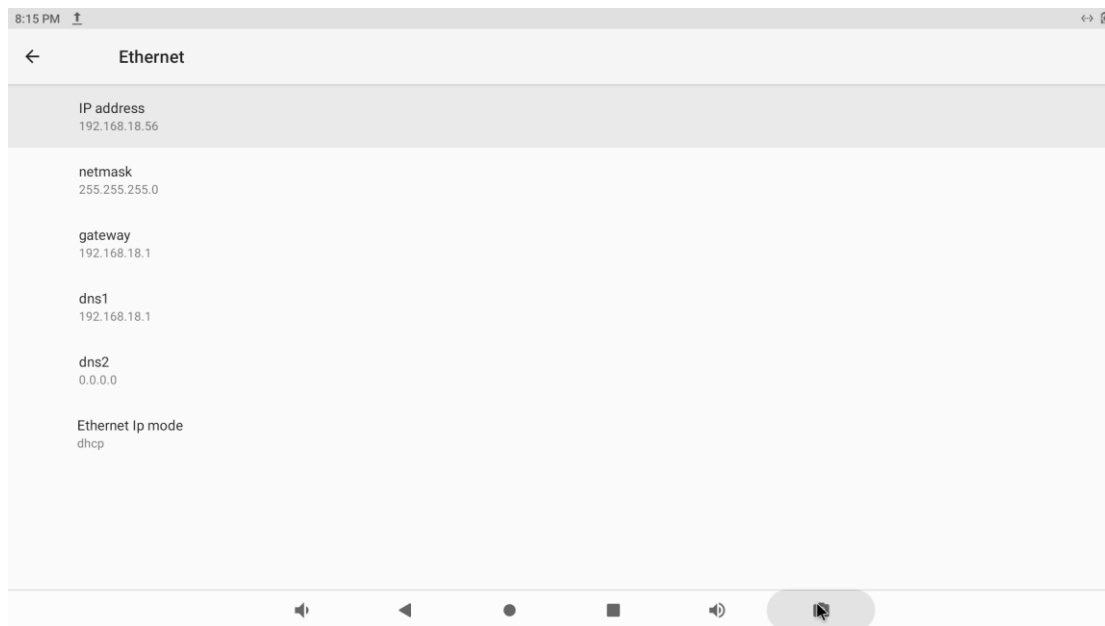 8:15 PM
Ethernet
IP address
192.168.18.56
netmask
255.255.255.0
gateway
192.168.18.1
dns1
192.168.18.1
dns2
0.0.0.0
Ethernet Ip mode
dhcp